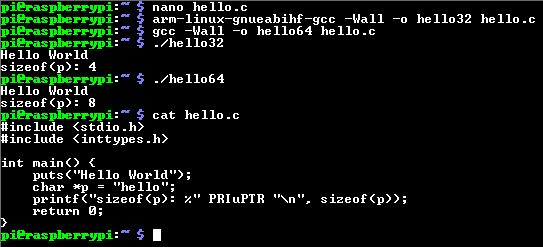 pi@raspberrypi:~ $ nano hello.c
pi@raspberrypi:~ $ arm-linux-gnueabihf-gcc -Wall -o hello32 hello.c
pi@raspberrypi:~ $ gcc -Wall -o hello64 hello.c
pi@raspberrypi:~ $ ./hello32
Hello World
sizeof(p): 4
pi@raspberrypi:~ $ ./hello64
Hello World
sizeof(p): 8
pi@raspberrypi:~ $ cat hello.c
#include <stdio.h>
#include <inttypes.h>

int main() {
    puts("Hello World");
    char *p = "hello";
    printf("sizeof(p): %" PRIuPTR "\n", sizeof(p));
    return 0;
}
pi@raspberrypi:~ $